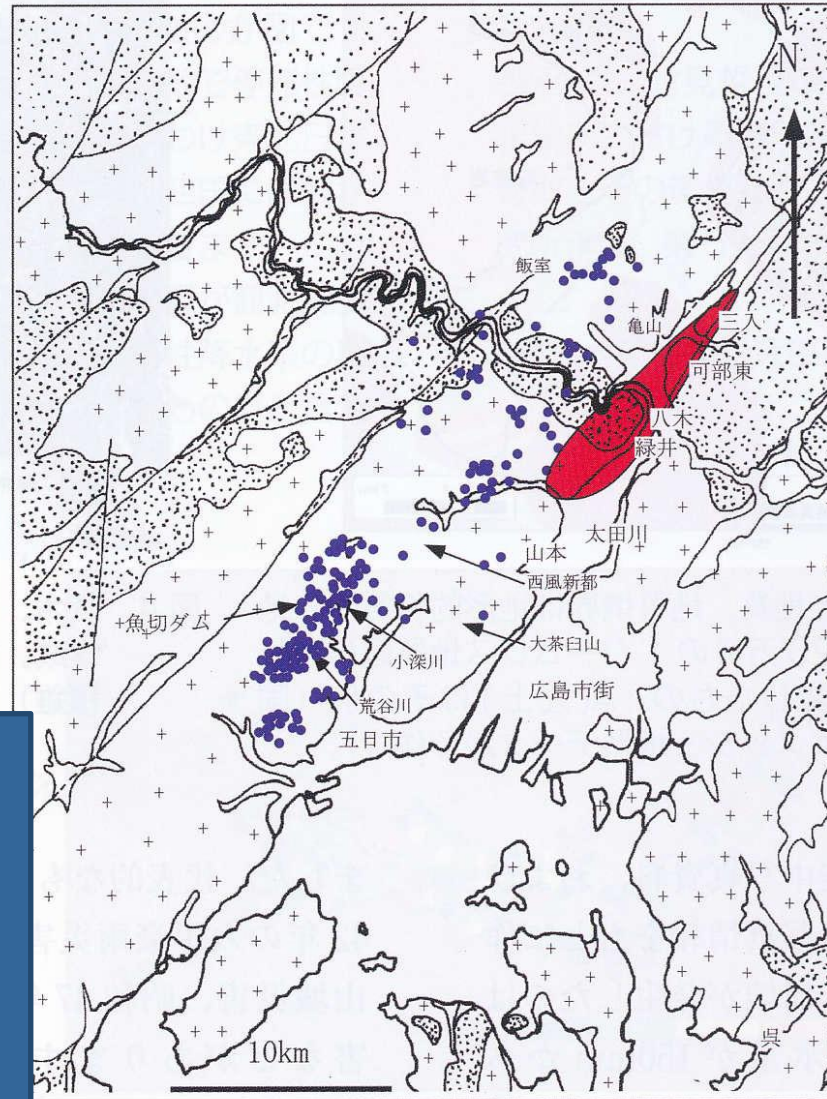 N
飯室
亀山
三入
可部東
八木
緑井
太田川
山本
西風新都
魚切ダム
小深川
大茶臼山
荒谷川
広島市街
五日市
呉
10km